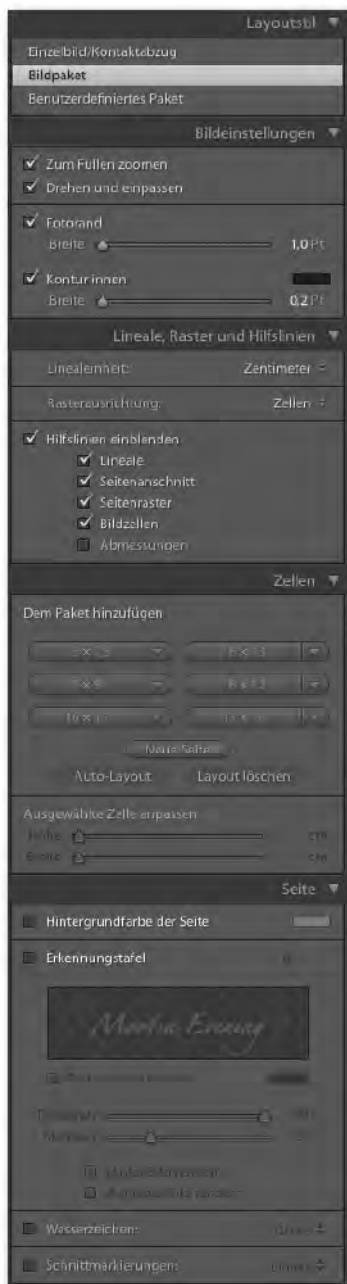 Layoutstil
Einzelbild/Kontaktabzug
Bildpaket
Benutzerdefiniertes Paket
Bildeinstellungen
Zum Füllen zoomen
Drehen und einpassen
Fotorand
Breite 1,0 Pt
Kontur innen
Breite 0,2 Pt
Lineale, Raster und Hilfslinien
Linealeinheit: Zentimeter
Rasterausrichtung: Zellen
Hilfslinien einblenden
Lineale
Seitenanschnitt
Seitenraster
Bildzellen
Abmessungen
Zellen
Dem Paket hinzufügen
Neue Seite
Auto-Layout Layout löschen
Ausgewählte Zelle anpassen
Höhe cm
Breite cm
Seite
Hintergrundfarbe der Seite
Erkennungstafel
Martin Evening
Wasserzeichen:
Schnittmarkierungen: